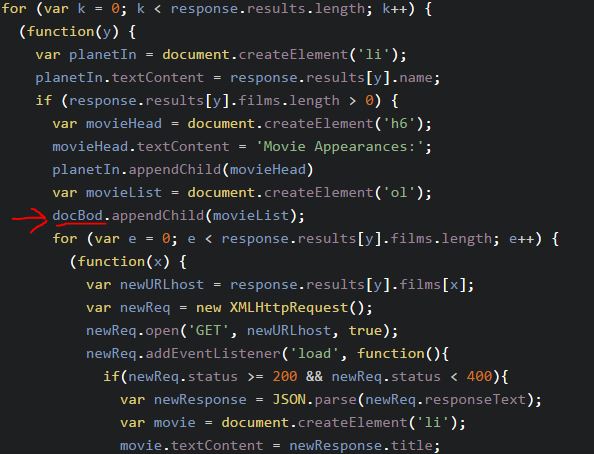 for (var k = 0; k < response.results.length; k++) {
(function(y) {
var planetIn = document.createElement('li');
planetIn.textContent = response.results[y].name;
if (response.results[y].films.length > 0) {
var movieHead = document.createElement('h6');
movieHead.textContent = 'Movie Appearances:';
planetIn.appendChild(movieHead)
var movieList = document.createElement('ol');
docBod.appendChild(movieList);
for (var e = 0; e < response.results[y].films.length; e++) {
(function(x) {
var newURLhost = response.results[y].films[x];
var newReq = new XMLHttpRequest();
newReq.open('GET', newURLhost, true);
newReq.addEventListener('load', function(){
if(newReq.status >= 200 && newReq.status < 400){
var newResponse = JSON.parse(newReq.responseText);
var movie = document.createElement('li');
movie.textContent = newResponse.title;